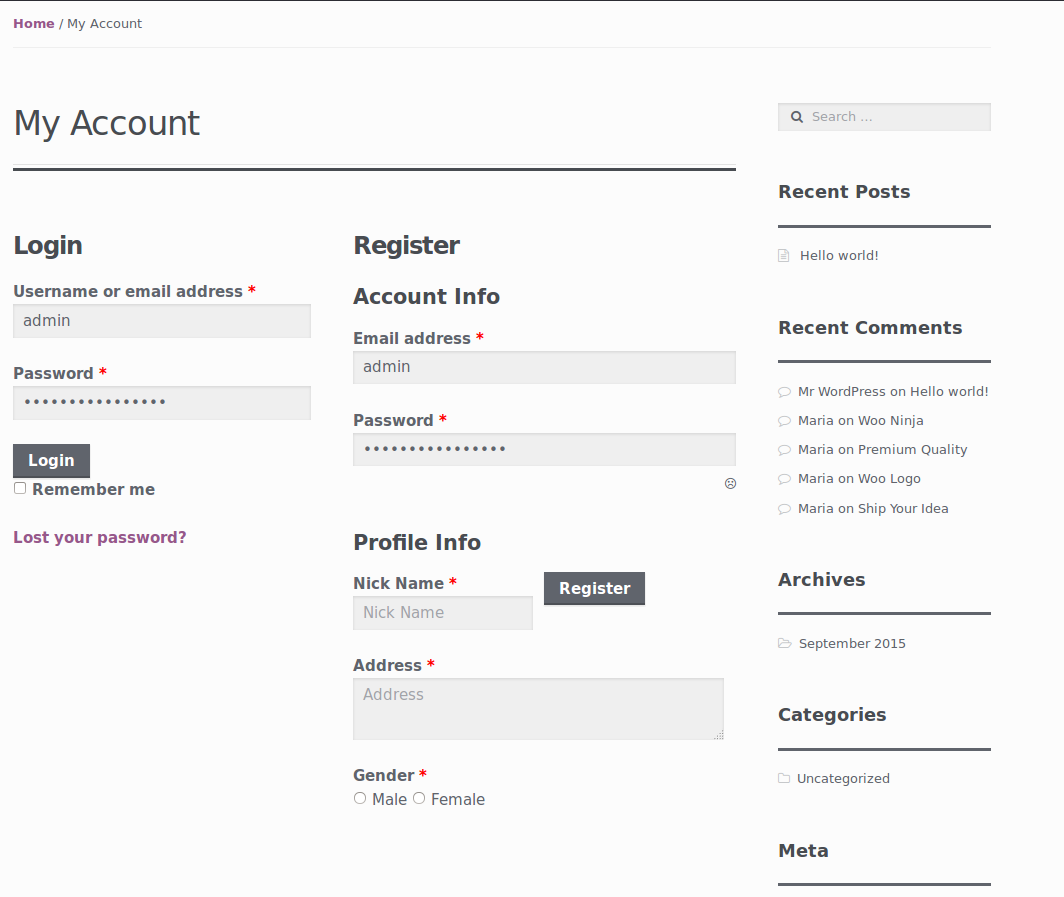 Home / My Account
My Account
Login
Username or email address *
admin
Password *
••••••••••••••••
Login
Remember me
Lost your password?
Register
Account Info
Email address *
admin
Password *
••••••••••••••••
Profile Info
Nick Name *
Nick Name
Register
Address *
Address
Gender *
Male Female
Search ...
Recent Posts
Hello world!
Recent Comments
Mr WordPress on Hello world!
Maria on Woo Ninja
Maria on Premium Quality
Maria on Woo Logo
Maria on Ship Your Idea
Archives
September 2015
Categories
Uncategorized
Meta